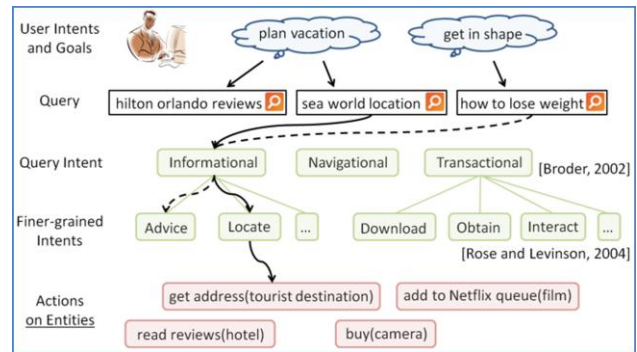 User Intents
and Goals
plan vacation
get in shape
Query
hilton orlando reviews
sea world location
how to lose weight
Query Intent
Informational
Navigational
Transactional
[Broder, 2002]
Finer-grained
Intents
Advice
Locate
...
Download
Obtain
Interact
...
[Rose and Levinson, 2004]
Actions
on Entities
get address(tourist destination)
add to Netflix queue(film)
read reviews(hotel)
buy(camera)